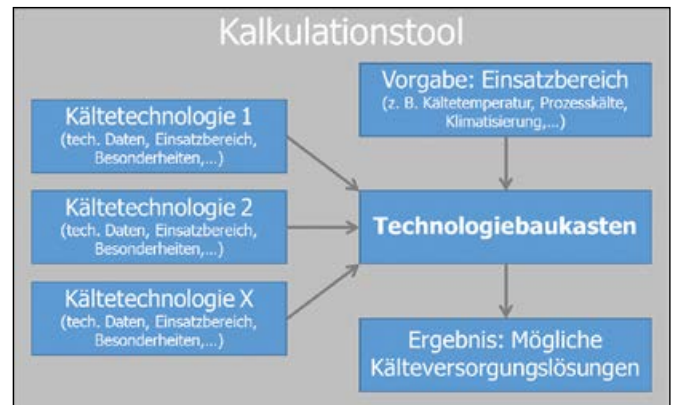 Kalkulationstool
Kältetechnologie 1
(tech. Daten, Einsatzbereich,
Besonderheiten,...)
Kältetechnologie 2
(tech. Daten, Einsatzbereich,
Besonderheiten,...)
Kältetechnologie X
(tech. Daten, Einsatzbereich,
Besonderheiten,...)
Vorgabe: Einsatzbereich
(z. B. Kältetemperatur, Prozesskälte,
Klimatisierung,...)
Technologiebaukasten
Ergebnis: Mögliche
Kälteversorgungslösungen